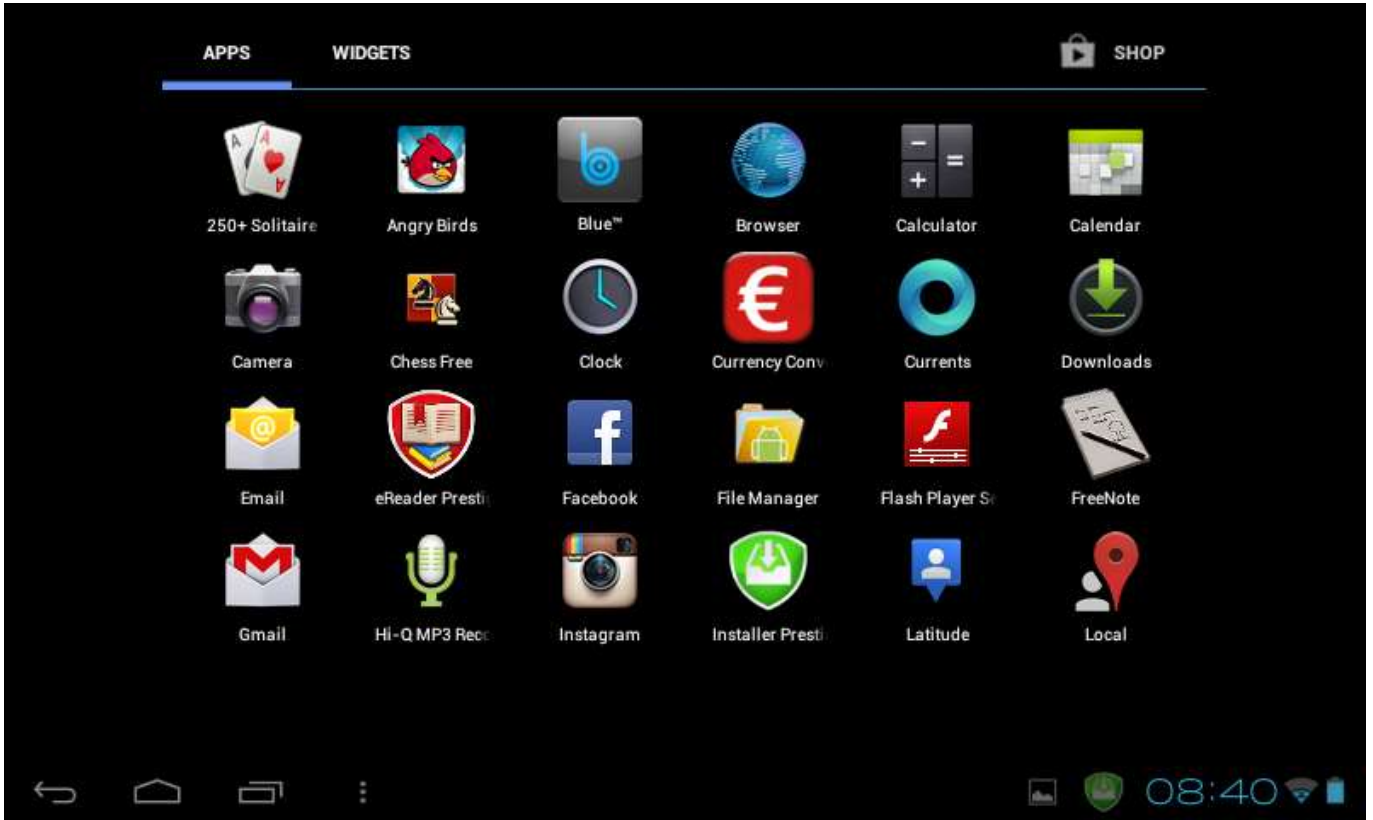 APPS WIDGETS SHOP
250+ Solitaire Angry Birds Blue™ Browser Calculator Calendar
Camera Chess Free Clock Currency Conv Currents Downloads
Email eReader Presti Facebook File Manager Flash Player Se FreeNote
Gmail Hi-Q MP3 Reco Instagram Installer Presti Latitude Local
08:40